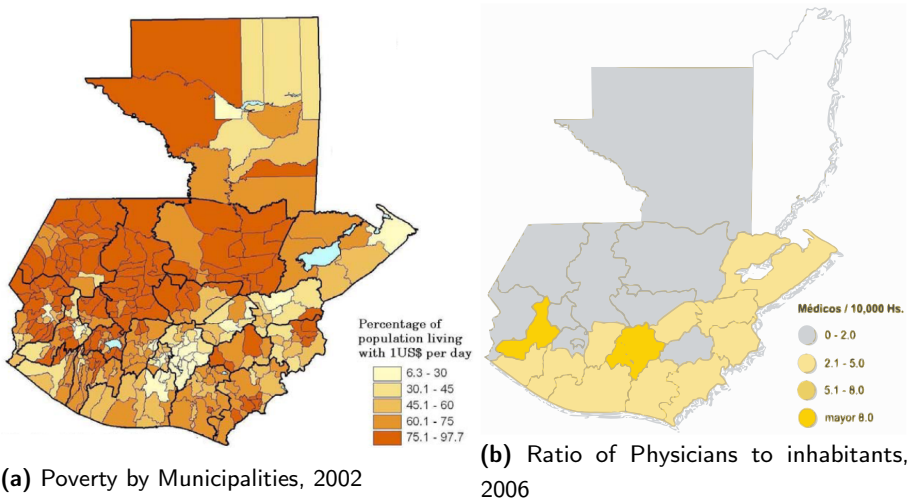 Percentage of
population living
with 1US$ per day
6.3 - 30
30.1 - 45
45.1 - 60
60.1 - 75
75.1 - 97.7
(a) Poverty by Municipalities, 2002
Médicos / 10,000 Hs.
0 - 2.0
2.1 - 5.0
5.1 - 8.0
mayor 8.0
(b) Ratio of Physicians to inhabitants,
2006